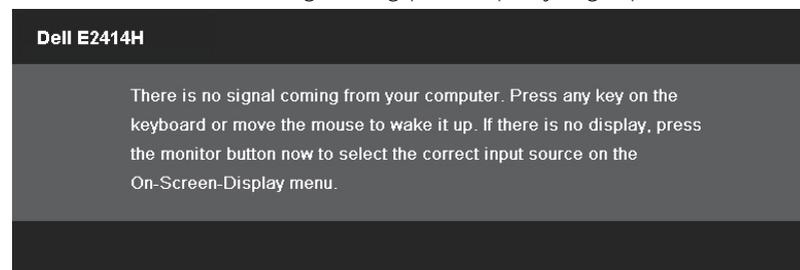 Dell E2414H
There is no signal coming from your computer. Press any key on the
keyboard or move the mouse to wake it up. If there is no display, press
the monitor button now to select the correct input source on the
On-Screen-Display menu.